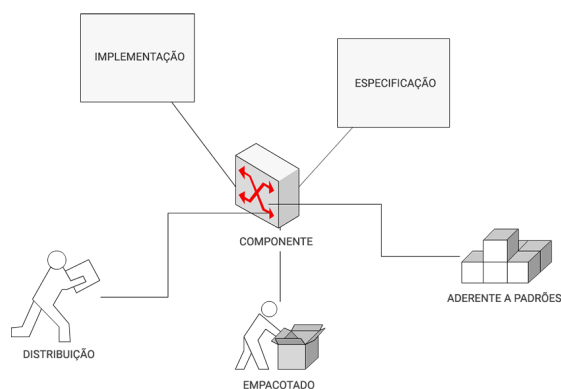 IMPLEMENTAÇÃO
ESPECIFICAÇÃO
COMPONENTE
ADERENTE A PADRÕES
DISTRIBUIÇÃO
EMPACOTADO